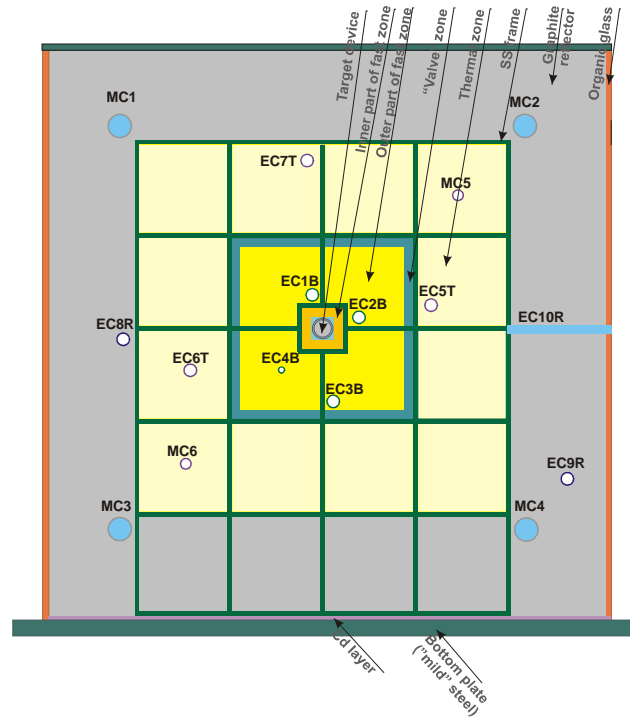 Target device
Inner part of fast zone
Outer part of fast zone
"Valve" zone
Thermal zone
SS frame
Graphite
reflector
Organic glass
MC1
MC2
EC7T
MC5
EC1B
EC2B
EC5T
EC8R
EC10R
EC6T
EC4B
EC3B
MC6
EC9R
MC3
MC4
Cd layer
Bottom plate
("mild" steel)